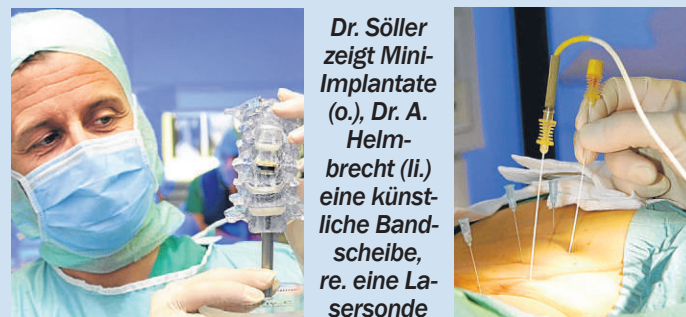 Dr. Söller
zeigt Mini-
Implantate
(o.), Dr. A.
Helm-
brecht (li.)
eine künst-
liche Band-
scheibe,
re. eine La-
sersonde